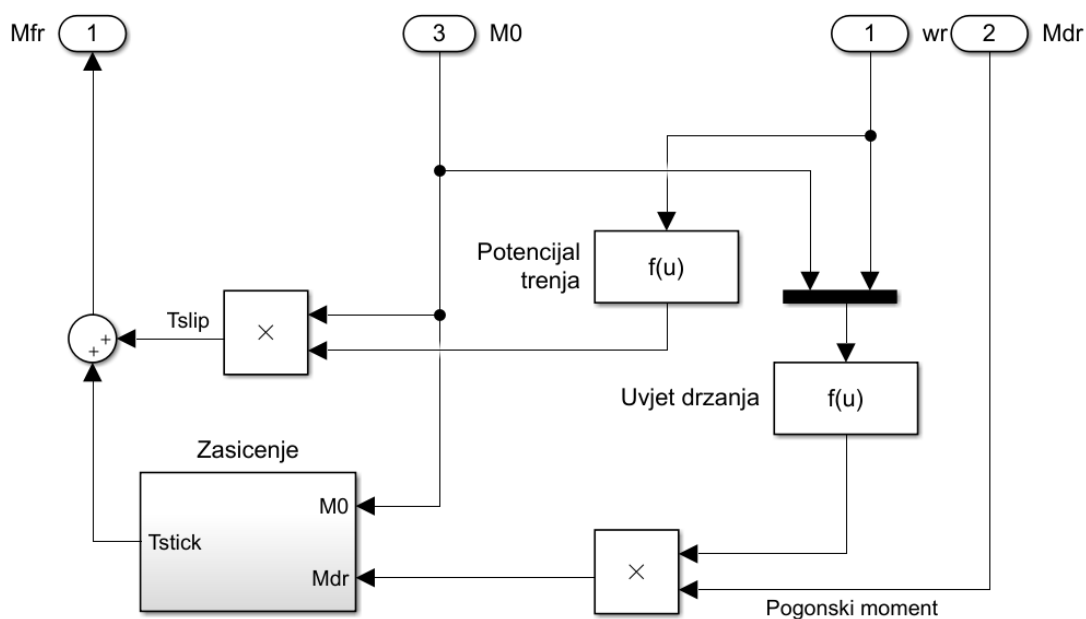 Mfr 1
3 M0
1 wr
2 Mdr
Potencijal
trenja
f(u)
Tslip
×
+
+
Uvjet drzanja
f(u)
Zasicenje
M0
Tstick
Mdr
×
Pogonski moment